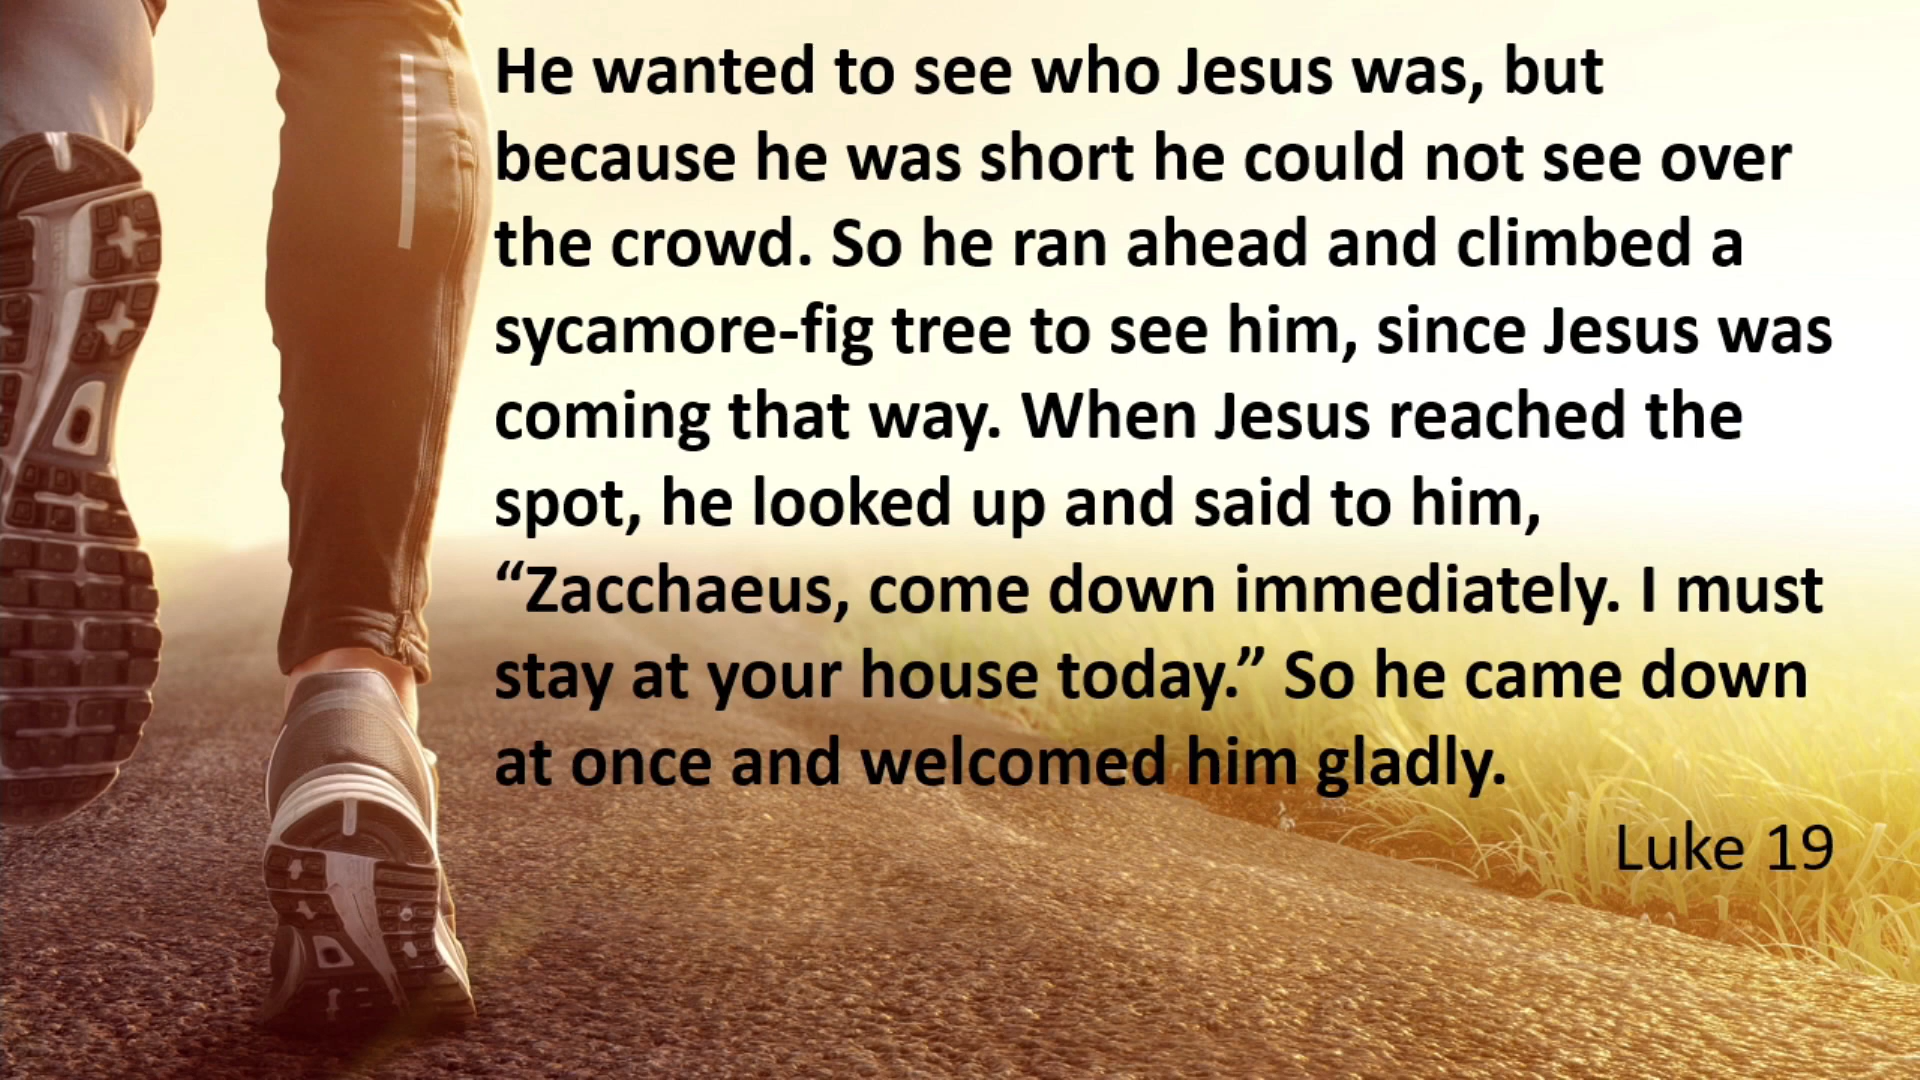 He wanted to see who Jesus was, but
because he was short he could not see over
the crowd. So he ran ahead and climbed a
sycamore-fig tree to see him, since Jesus was
coming that way. When Jesus reached the
spot, he looked up and said to him,
“Zacchaeus, come down immediately. I must
stay at your house today.” So he came down
at once and welcomed him gladly.
Luke 19